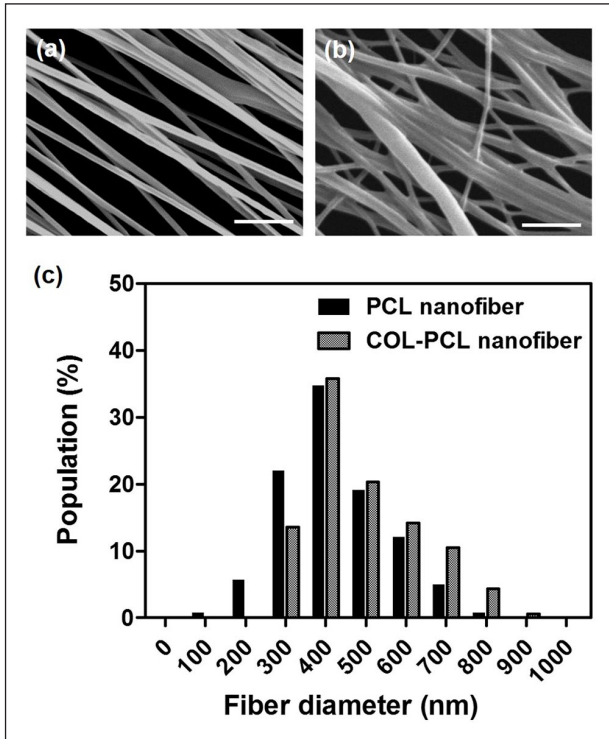 (a)
(b)
(c)
50
40
30
20
10
0
Population (%)
PCL nanofiber
COL-PCL nanofiber
0 100 200 300 400 500 600 700 800 900 1000
Fiber diameter (nm)